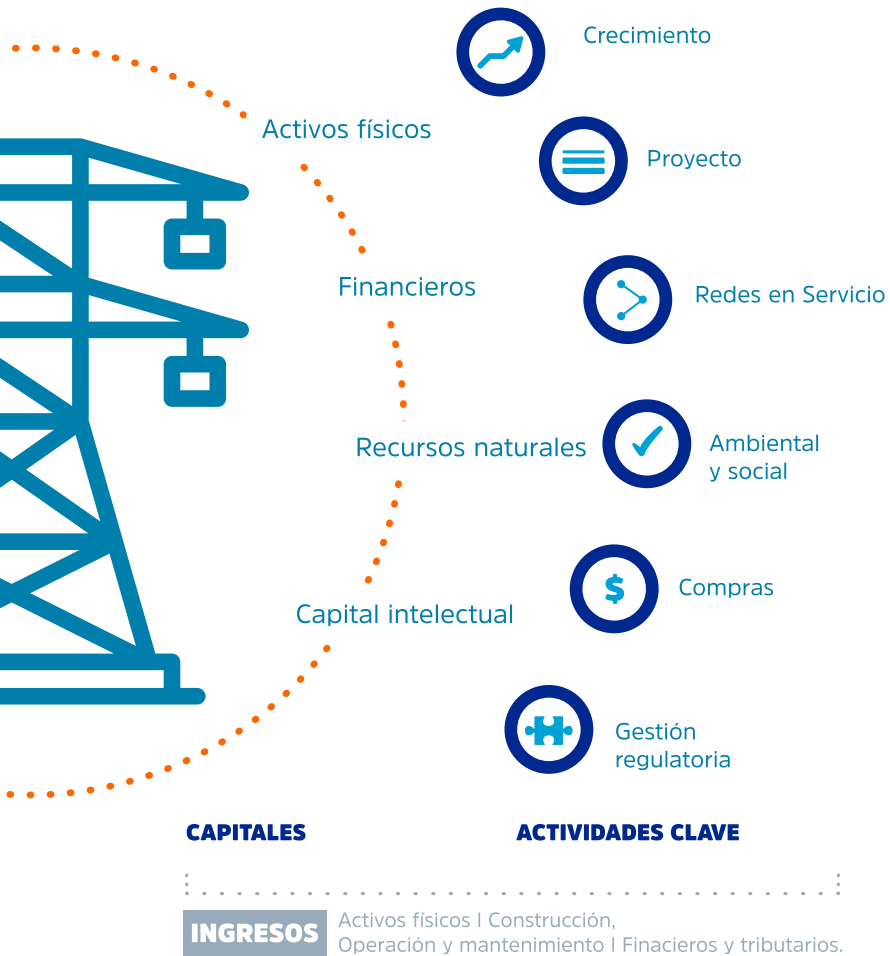 Crecimiento
Activos físicos
Proyecto
Financieros
Redes en Servicio
Recursos naturales
Ambiental
y social
Compras
$
Capital intelectual
Gestión
regulatoria
CAPITALES
ACTIVIDADES CLAVE
INGRESOS
Activos físicos | Construcción,
Operación y mantenimiento | Finacieros y tributarios.